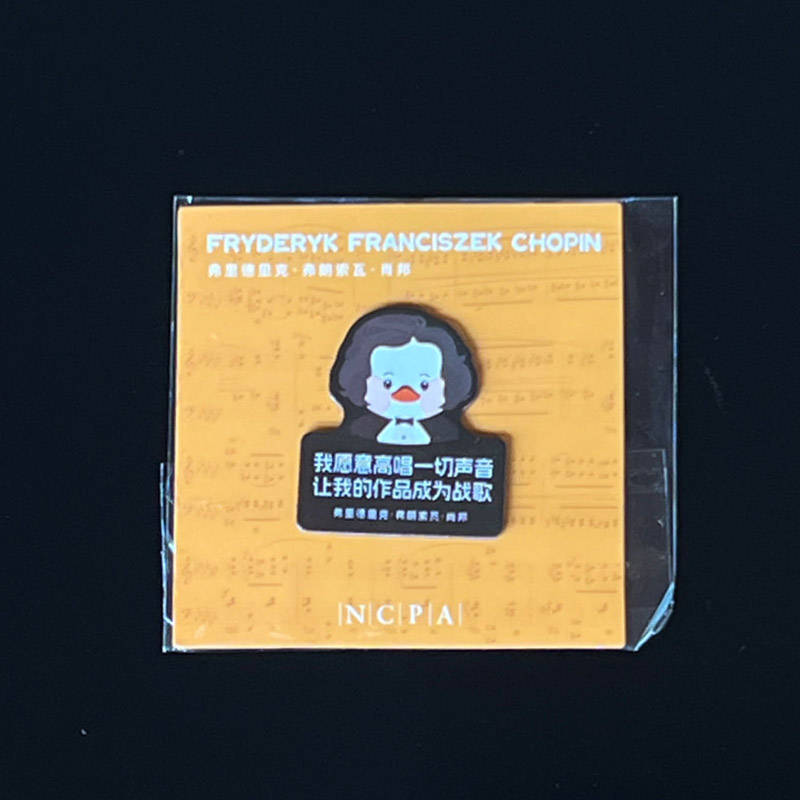 FRYDERYK FRANCISZEK CHOPIN
弗里德里克·弗朗索瓦·肖邦
我愿意高唱一切声音
让我的作品成为战歌
弗里德里克·弗朗索瓦·肖邦
|N|C|P|A|